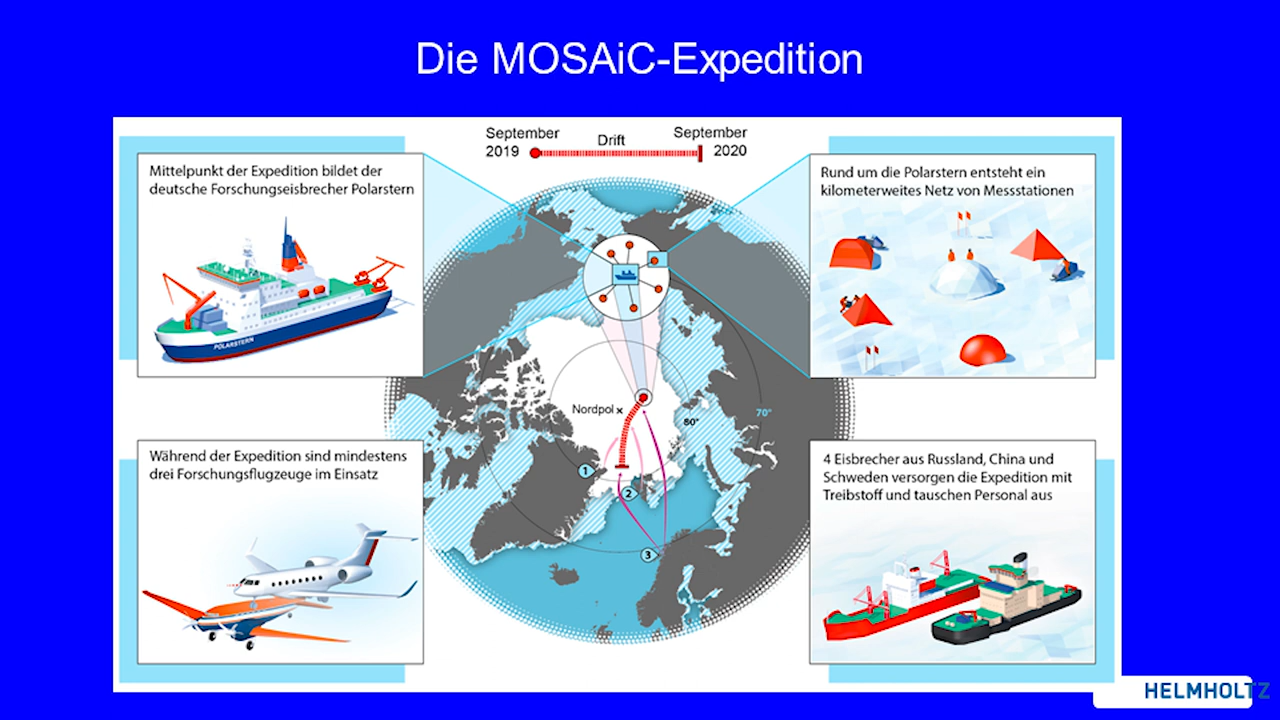 Die MOSAiC-Expedition
September
2019
Drift
September
2020
Mittelpunkt der Expedition bildet der
deutsche Forschungseisbrecher Polarstern
POLARSTERN
Rund um die Polarstern entsteht ein
kilometerweites Netz von Messstationen
Nordpol x
80°
70°
1
2
3
Während der Expedition sind mindestens
drei Forschungsflugzeuge im Einsatz
4 Eisbrecher aus Russland, China und
Schweden versorgen die Expedition mit
Treibstoff und tauschen Personal aus
HELMHOLTZ